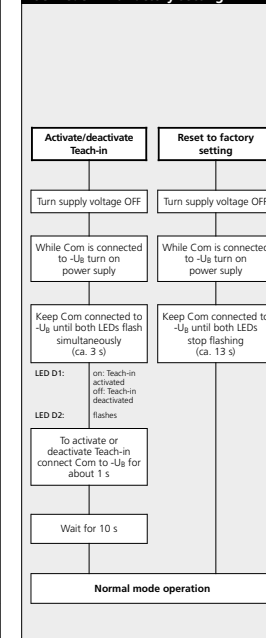 Activate/deactivate
Teach-in
Turn supply voltage OFF
While Com is connected
to -UB turn on
power suply
Keep Com connected to
-UB until both LEDs flash
simultaneously
(ca. 3 s)
LED D1: on: Teach-in
activated
off: Teach-in
deactivated
LED D2: flashes
To activate or
deactivate Teach-in
connect Com to -UB for
about 1 s
Wait for 10 s
Reset to factory
setting
Turn supply voltage OFF
While Com is connected
to -UB turn on
power suply
Keep Com connected to
-UB until both LEDs
stop flashing
(ca. 13 s)
Normal mode operation